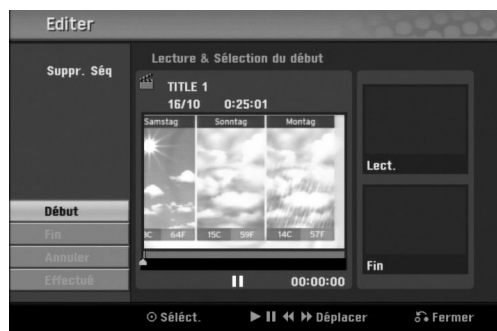 Editer
Suppr. Séq
Lecture & Sélection du début
TITLE 1
16/10 0:25:01
Samstag Sonntag Montag
64F 15C 59F 14C 57F
Lect.
Début
Fin
Annuler
Effectué
Fin
00:00:00
Séléct. Déplacer Fermer